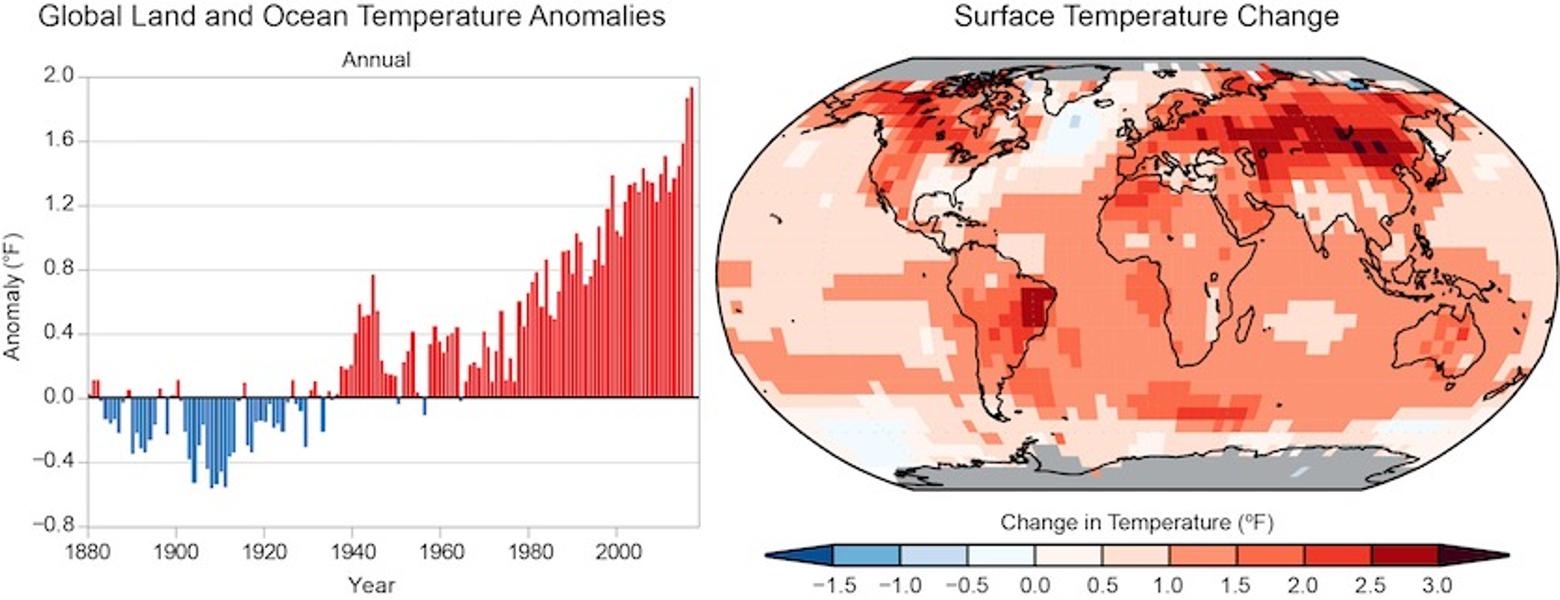 Global Land and Ocean Temperature Anomalies
Annual
2.0
1.6
1.2
0.8
0.4
0.0
−0.4
−0.8
Anomaly (°F)
1880 1900 1920 1940 1960 1980 2000
Year
Surface Temperature Change
Change in Temperature (ºF)
−1.5 −1.0 −0.5 0.0 0.5 1.0 1.5 2.0 2.5 3.0